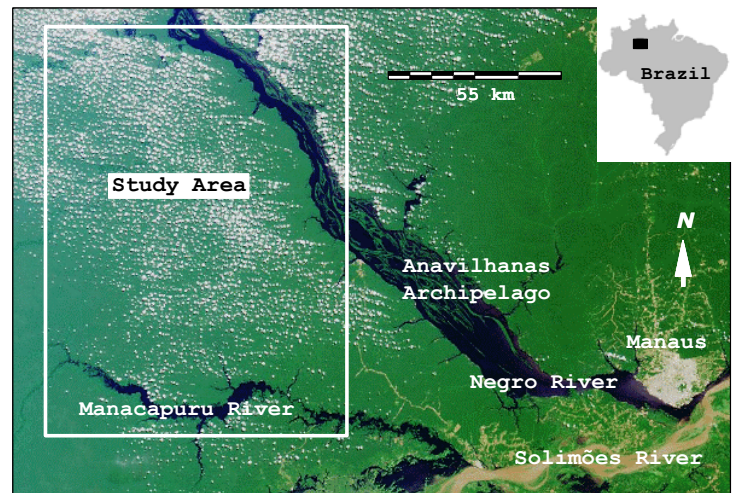 Brazil
55 km
Study Area
N
Anavilhanas
Archipelago
Manaus
Negro River
Manacapuru River
Solimões River